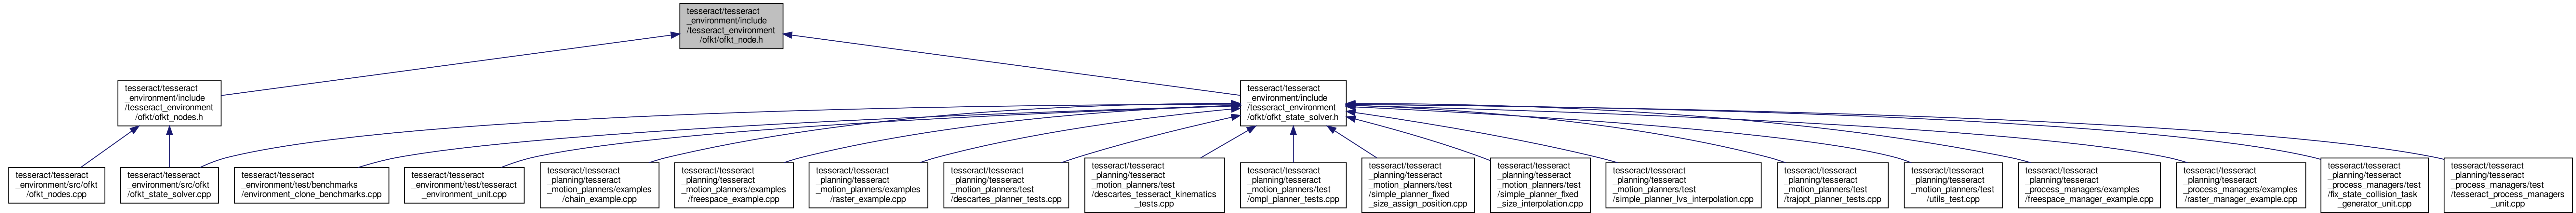 tesseract/tesseract
_environment/include
/tesseract_environment
/ofkt/ofkt_node.h
tesseract/tesseract
_environment/include
/tesseract_environment
/ofkt/ofkt_nodes.h
tesseract/tesseract
_environment/include
/tesseract_environment
/ofkt/ofkt_state_solver.h
tesseract/tesseract
_environment/src/ofkt
/ofkt_nodes.cpp
tesseract/tesseract
_environment/src/ofkt
/ofkt_state_solver.cpp
tesseract/tesseract
_environment/test/benchmarks
/environment_clone_benchmarks.cpp
tesseract/tesseract
_environment/test/tesseract
_environment_unit.cpp
tesseract/tesseract
_planning/tesseract
_motion_planners/examples
/chain_example.cpp
tesseract/tesseract
_planning/tesseract
_motion_planners/examples
/freespace_example.cpp
tesseract/tesseract
_planning/tesseract
_motion_planners/examples
/raster_example.cpp
tesseract/tesseract
_planning/tesseract
_motion_planners/test
/descartes_planner_tests.cpp
tesseract/tesseract
_planning/tesseract
_motion_planners/test
/descartes_tesseract_kinematics
_tests.cpp
tesseract/tesseract
_planning/tesseract
_motion_planners/test
/ompl_planner_tests.cpp
tesseract/tesseract
_planning/tesseract
_motion_planners/test
/simple_planner_fixed
_size_assign_position.cpp
tesseract/tesseract
_planning/tesseract
_motion_planners/test
/simple_planner_fixed
_size_interpolation.cpp
tesseract/tesseract
_planning/tesseract
_motion_planners/test
/simple_planner_lvs_interpolation.cpp
tesseract/tesseract
_planning/tesseract
_motion_planners/test
/trajopt_planner_tests.cpp
tesseract/tesseract
_planning/tesseract
_motion_planners/test
/utils_test.cpp
tesseract/tesseract
_planning/tesseract
_process_managers/examples
/freespace_manager_example.cpp
tesseract/tesseract
_planning/tesseract
_process_managers/examples
/raster_manager_example.cpp
tesseract/tesseract
_planning/tesseract
_process_managers/test
/fix_state_collision_task
_generator_unit.cpp
tesseract/tesseract
_planning/tesseract
_process_managers/test
/tesseract_process_managers
_unit.cpp